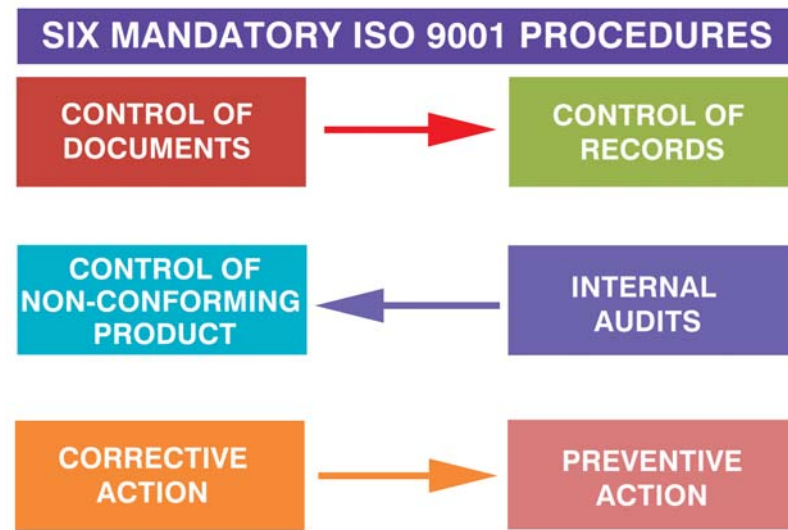 SIX MANDATORY ISO 9001 PROCEDURES
CONTROL OF
DOCUMENTS
CONTROL OF
RECORDS
CONTROL OF
NON-CONFORMING
PRODUCT
INTERNAL
AUDITS
CORRECTIVE
ACTION
PREVENTIVE
ACTION